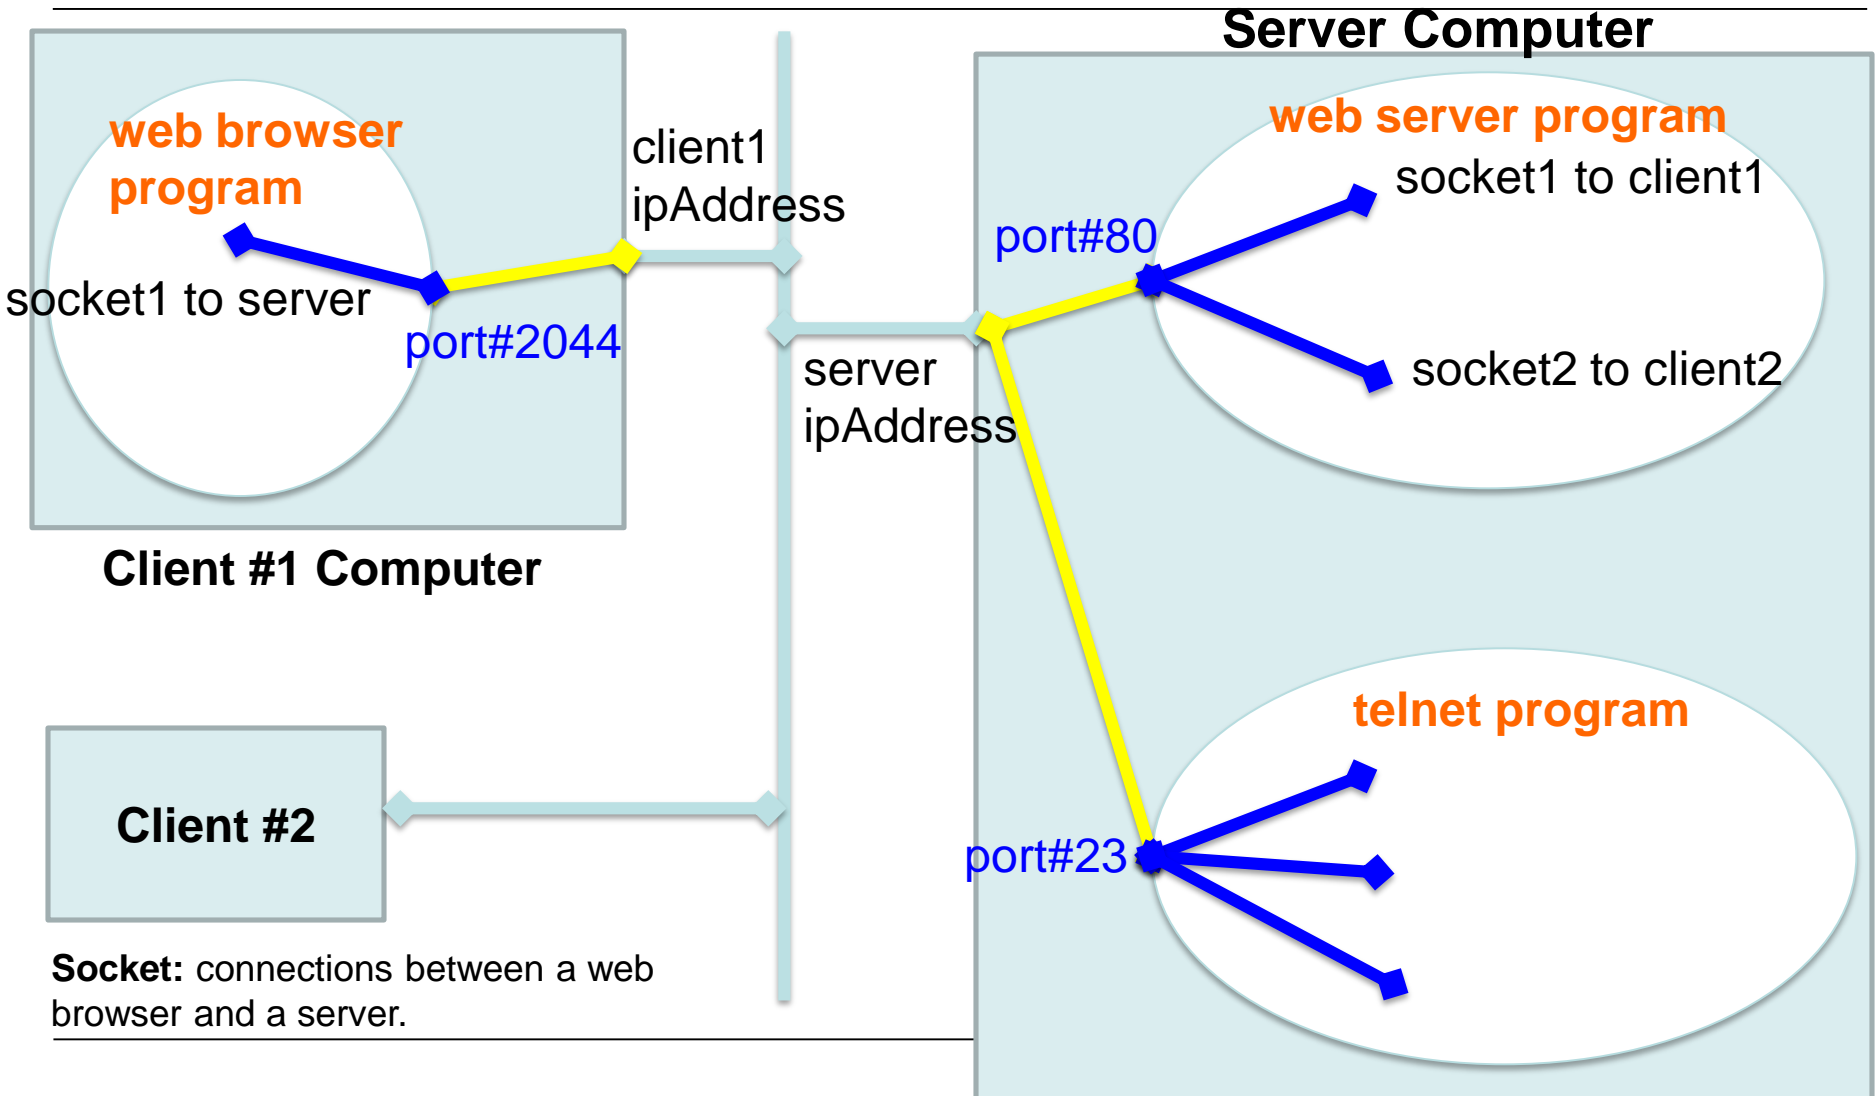 Server Computer
web browser
program
socket1 to server
port#2044
Client #1 Computer
client1
ipAddress
server
ipAddress
web server program
socket1 to client1
port#80
socket2 to client2
telnet program
port#23
Client #2
Socket: connections between a web
browser and a server.